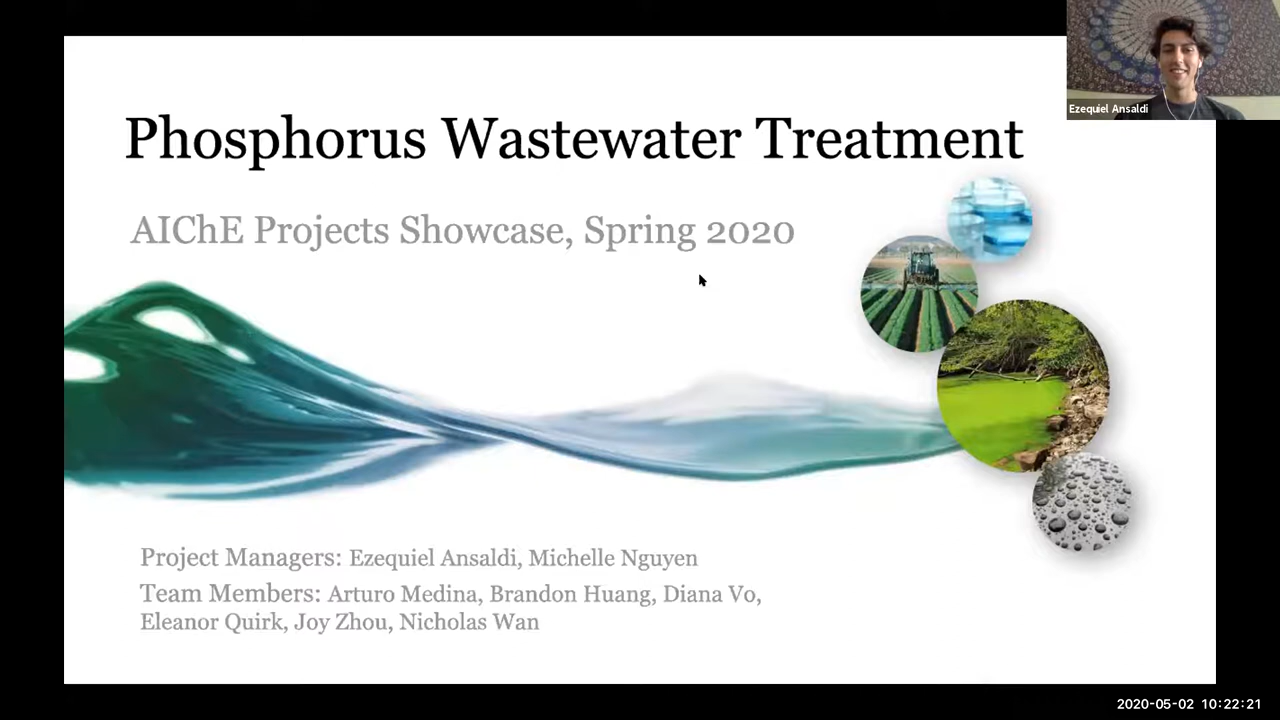 Phosphorus Wastewater Treatment
Ezequiel Ansaldi
AIChE Projects Showcase, Spring 2020
Project Managers: Ezequiel Ansaldi, Michelle Nguyen
Team Members: Arturo Medina, Brandon Huang, Diana Vo,
Eleanor Quirk, Joy Zhou, Nicholas Wan
2020-05-02 10:22:21